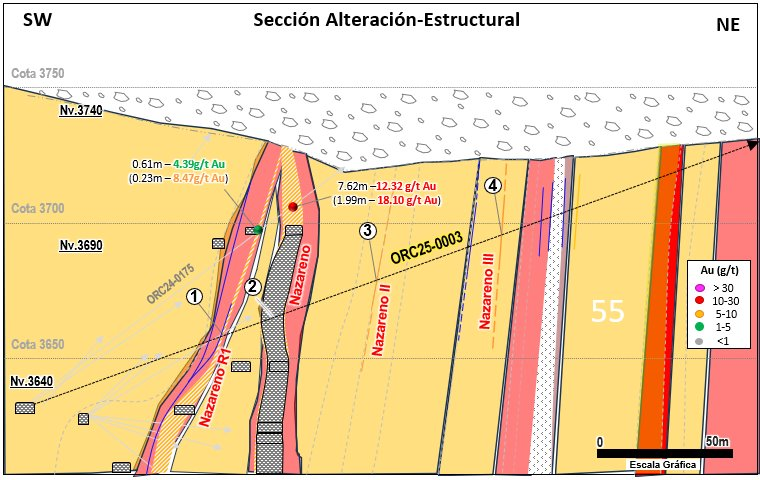 SW
Sección Alteración-Estructural
NE
Cota 3750
Nv.3740
0.61m – 4.39g/t Au
(0.23m – 8.47g/t Au)
7.62m –12.32 g/t Au
(1.99m – 18.10 g/t Au)
4
Cota 3700
3
ORC25-0003
Nv.3690
ORC24-0175
Nazareno
2
1
Nazareno II
Nazareno III
Au (g/t)
> 30
10-30
5-10
1-5
<1
55
Cota 3650
Nazareno R1
Nv.3640
0
50m
Escala Gráfica